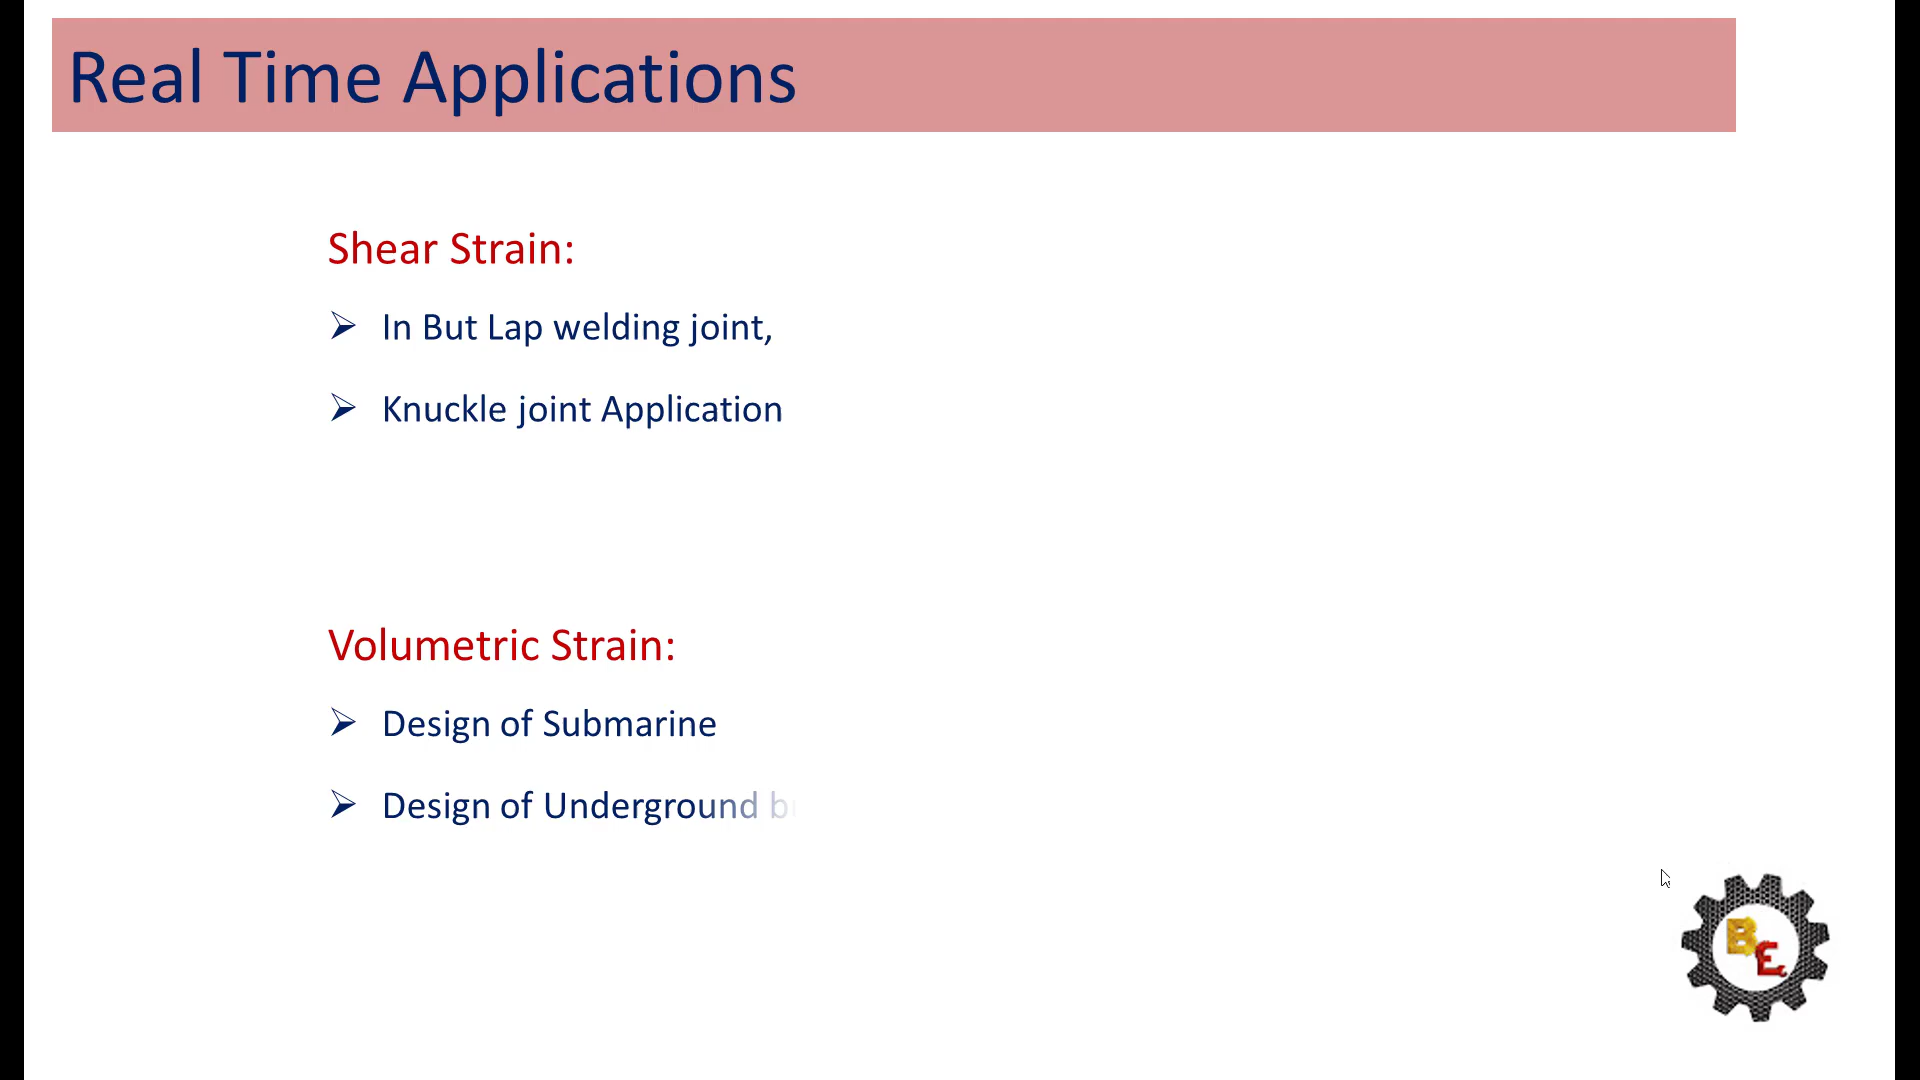 Real Time Applications
Shear Strain:
➢ In But Lap welding joint,
➢ Knuckle joint Application
Volumetric Strain:
➢ Design of Submarine
➢ Design of Underground
BE